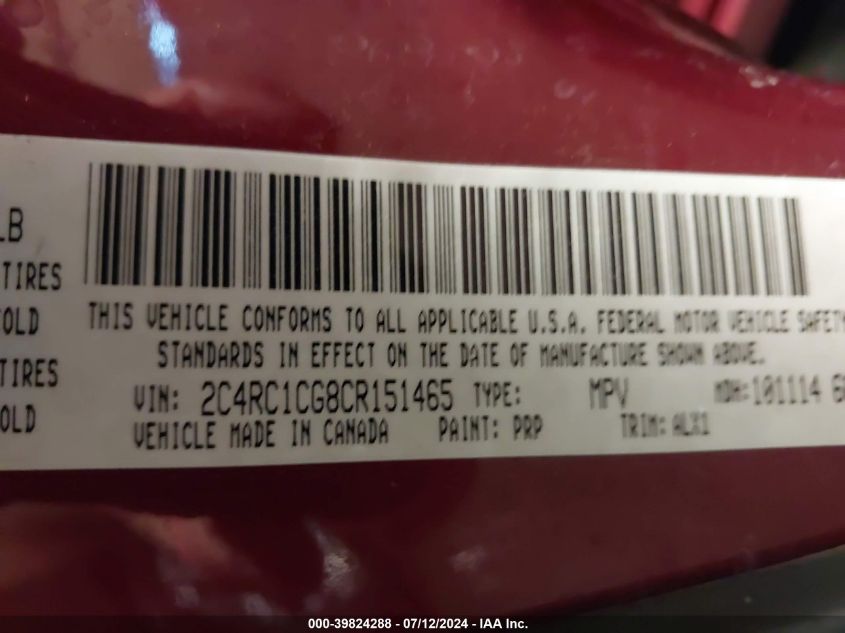 LB
TIRES
OLD
TIRES
OLD
THIS VEHICLE CONFORMS TO ALL APPLICABLE U.S.A. FEDERAL MOTOR VEHICLE SAFETY
STANDARDS IN EFFECT ON THE DATE OF MANUFACTURE SHOWN ABOVE.
VIN: 2C4RC1CG8CR151465 TYPE: MPV MDH: 101114
VEHICLE MADE IN CANADA PAINT: PRP TRIM: ALX1
000-39824288 - 07/12/2024 - IAA Inc.